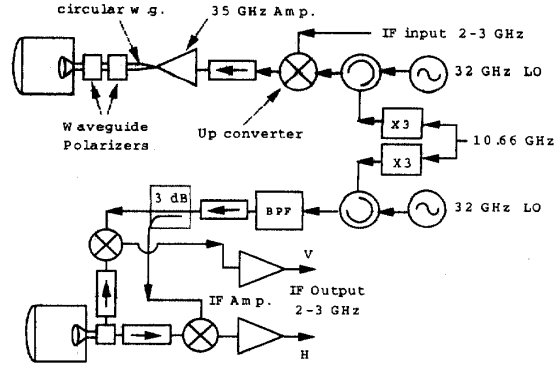 circular w.g.
35 GHz Amp.
IF input 2-3 GHz
32 GHz LO
Waveguide
Polarizers
Up converter
X3
10.66 GHz
X3
3 dB
BPF
32 GHz LO
V
IF Amp.
IF Output
2-3 GHz
H